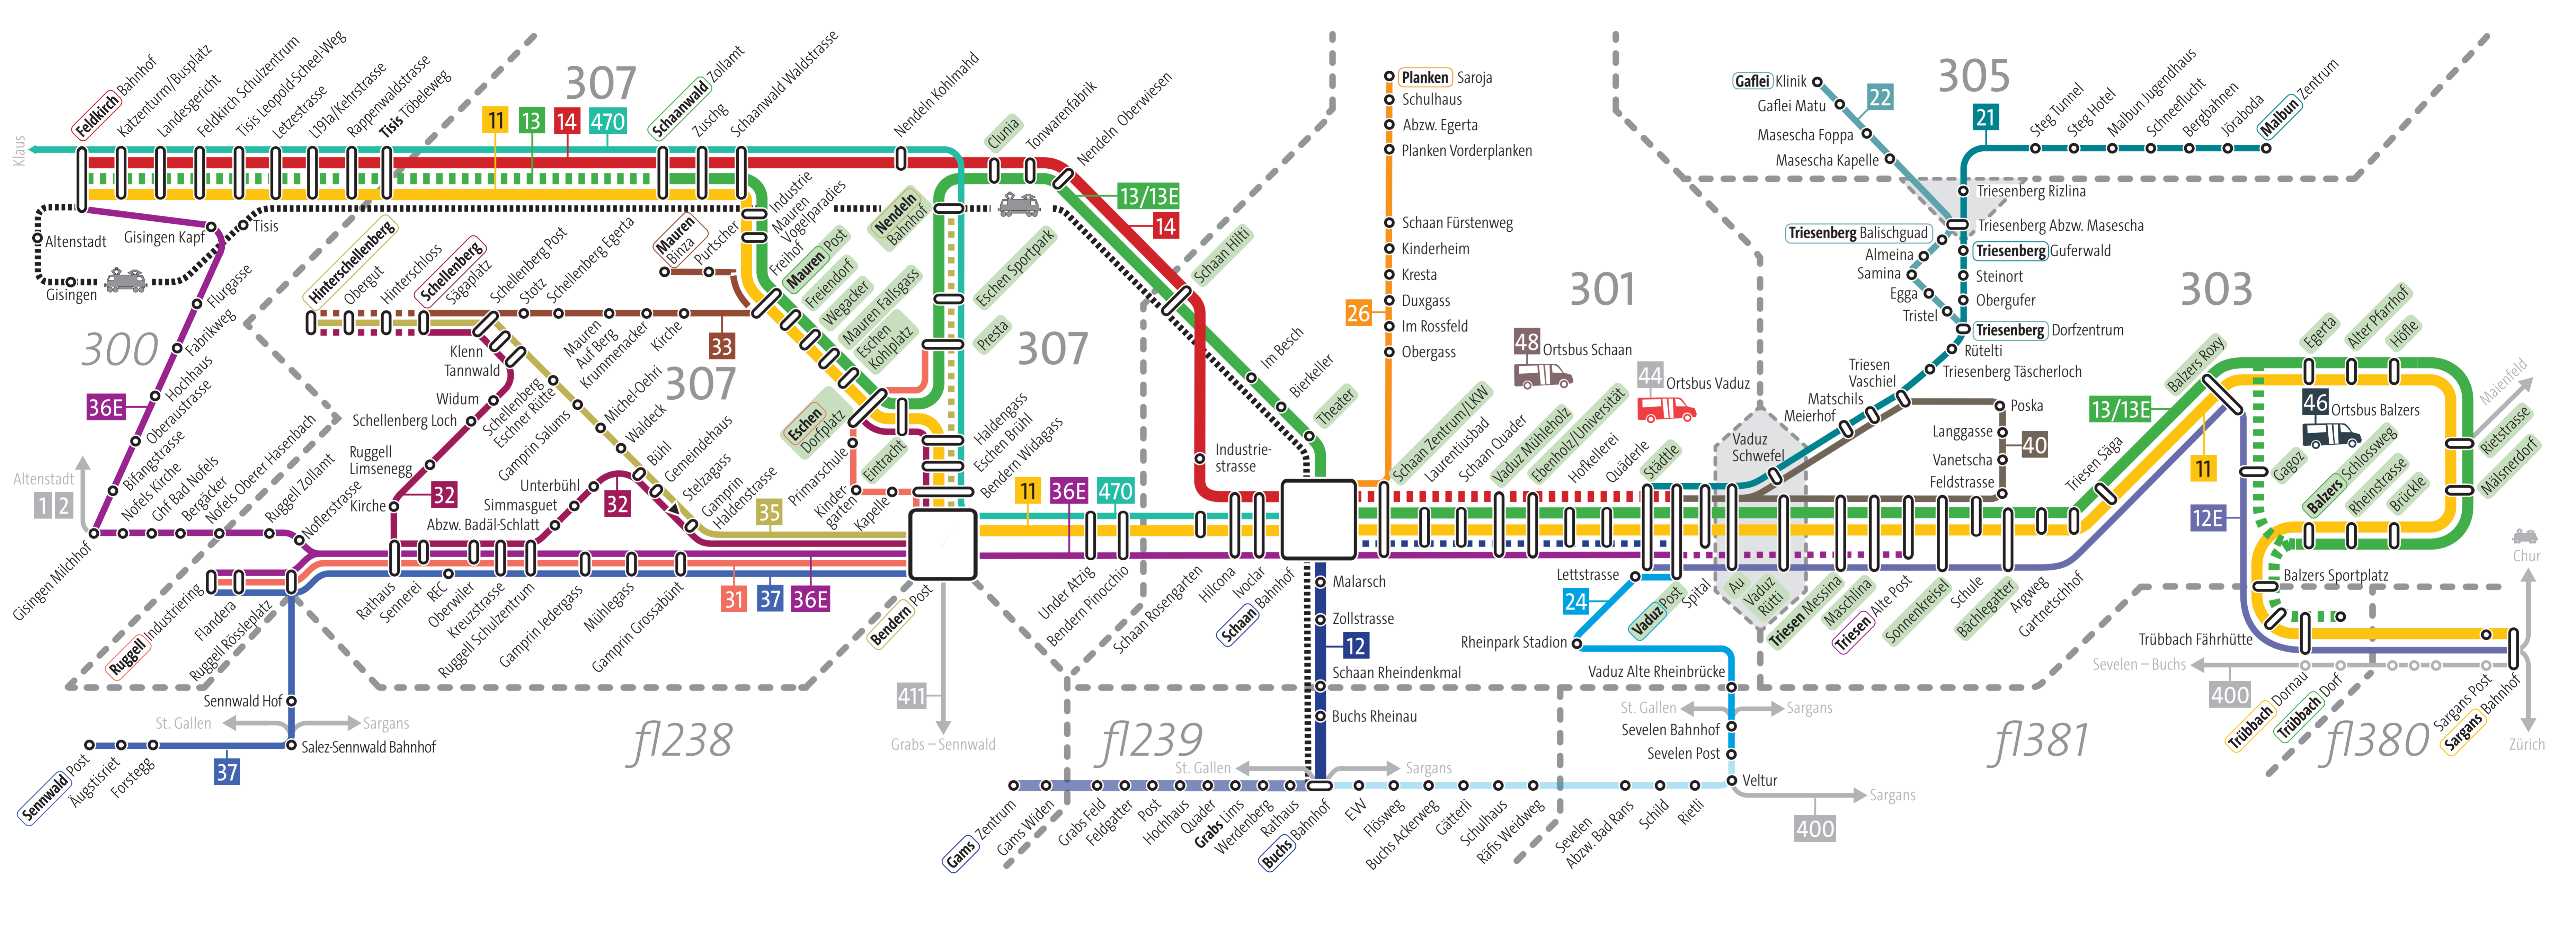 Feldkirch Bahnhof
Katzenturm/Busplatz
Landesgericht
Feldkirch Schulzentrum
Tisis Leopold-Scheel-Weg
Letzestrasse
L191a/Kehrstrasse
Rappenwaldstrasse
Tisis Töbeleweg
307
11
13
14
470
Schaanwald Zollamt
Zuschg
Schaanwald Waldstrasse
Nendeln Kohlmahd
Clunia
Tonwarenfabrik
Nendeln Oberwiesen
13/13E
14
Klaus
Altenstadt
Gisingen
Gisingen Kapf
Tisis
Flurgasse
Fabrikweg
Hochhaus
Oberaustrasse
Bifangstrasse
Nofels Kirche
Chf Bad Nofels
Bergäcker
Nofels Oberer Hasenbach
Ruggell Zollamt
Noflerstrasse
Gisingen Milchhof
300
36E
Altenstadt
1
2
Hinterschellenberg
Obergut
Hinterschloss
Schellenberg
Sägaplatz
Schellenberg Post
Stotz
Schellenberg Egerta
Mauren
Auf Berg
Krummenacker
Kirche
33
Mauren
Binza
Purtscher
Industrie
Mauren
Vogelparadies
Freihof
Mauren Post
Freiendorf
Wegacker
Mauren Fallsgass
Eschen
Kohlplatz
Eschen
Dorfplatz
Nendeln
Bahnhof
Eschen Sportpark
Presta
307
307
Klenn
Tannwald
Widum
Schellenberg Loch
Ruggell
Limsenegg
Kirche
32
Schellenberg
Escher Rütte
Gamprin Salums
Michel-Oehri
Waldeck
Bühl
Gemeindehaus
Stelzagass
Gamprin
Haldenstrasse
35
Unterbühl
Simmasguet
Abzw. Badäl-Schlatt
32
Primarschule
Kinder-
garten
Kapelle
Eintracht
Haldengass
Eschen Brühl
Bendern Widagass
11
36E
470
Ruggell Industriering
Flandera
Ruggell Rössleplatz
Rathaus
Sennerei
REC
Oberwiler
Kreuzstrasse
Ruggell Schulzentrum
Gamprin Jedergass
Mühlegass
Gamprin Grossabünt
31
37
36E
Bendern Post
411
Grabs – Sennwald
Sennwald Hof
St. Gallen
Sargans
Salez-Sennwald Bahnhof
Sennwald Post
Äugstisriet
Forstegg
37
fl238
Under Atzig
Bendern Pinocchio
Schaan Rosengarten
Hilcona
Ivoclar
Schaan Bahnhof
Industrie-
strasse
Schaan Hilti
Im Besch
Bierkeller
Theater
Planken Saroja
Schulhaus
Abzw. Egerta
Planken Vorderplanken
Schaan Fürstenweg
Kinderheim
Kresta
Duxgass
Im Rossfeld
Obergass
26
301
48
Ortsbus Schaan
44
Ortsbus Vaduz
Schaan Zentrum/LKW
Laurentiusbad
Schaan Quader
Vaduz Mühleholz
Ebenholz/Universität
Hofkellerei
Quäderle
Städtle
Vaduz
Schwefel
Malarsch
Zollstrasse
12
Schaan Rheindenkmal
Buchs Rheinau
fl239
St. Gallen
Sargans
Gams Zentrum
Gams Widen
Grabs Feld
Feldgatter
Post
Hochhaus
Quader
Grabs Lims
Werdenberg
Rathaus
Buchs Bahnhof
EW
Flösweg
Buchs Ackerweg
Gätterli
Schulhaus
Räfis Weidweg
Sevelen
Abzw. Bad Rans
Schild
Rietli
Lettstrasse
24
Rheinpark Stadion
Vaduz Post
Spital
Au
Vaduz
Rütti
Triesen Messina
Maschlina
Triesen Alte Post
Sonnenkreisel
Schule
Bächlegatter
Argweg
Gartnetschhof
Triesen Säga
Vaduz Alte Rheinbrücke
St. Gallen
Sargans
Sevelen Bahnhof
Sevelen Post
Veltur
Sargans
400
fl381
Gaflei Klinik
Gaflei Matu
Masescha Foppa
Masescha Kapelle
22
305
21
Steg Tunnel
Steg Hotel
Malbun Jugendhaus
Schneeflucht
Bergbahnen
Jöraboda
Malbun Zentrum
Triesenberg Rizlina
Triesenberg Abzw. Masescha
Triesenberg Balischguad
Triesenberg Guferwald
Almeina
Steinort
Samina
Egga
Obergufer
Tristel
Triesenberg Dorfzentrum
Rütelti
Triesenberg Täscherloch
Triesen
Vaschiel
Matschils
Meierhof
Poska
Langgasse
40
Vanetscha
Feldstrasse
303
Balzers Roxy
13/13E
11
12E
Egerta
Alter Pfarrhof
Höfle
46
Ortsbus Balzers
Gagoz
Balzers Schlossweg
Rheinstrasse
Brückle
Rietstrasse
Mälsnerdorf
Maienfeld
Balzers Sportplatz
Trübbach Fährhütte
Sevelen – Buchs
400
Trübbach Dornau
Trübbach Dorf
fl380
Sargans Post
Sargans Bahnhof
Chur
Zürich